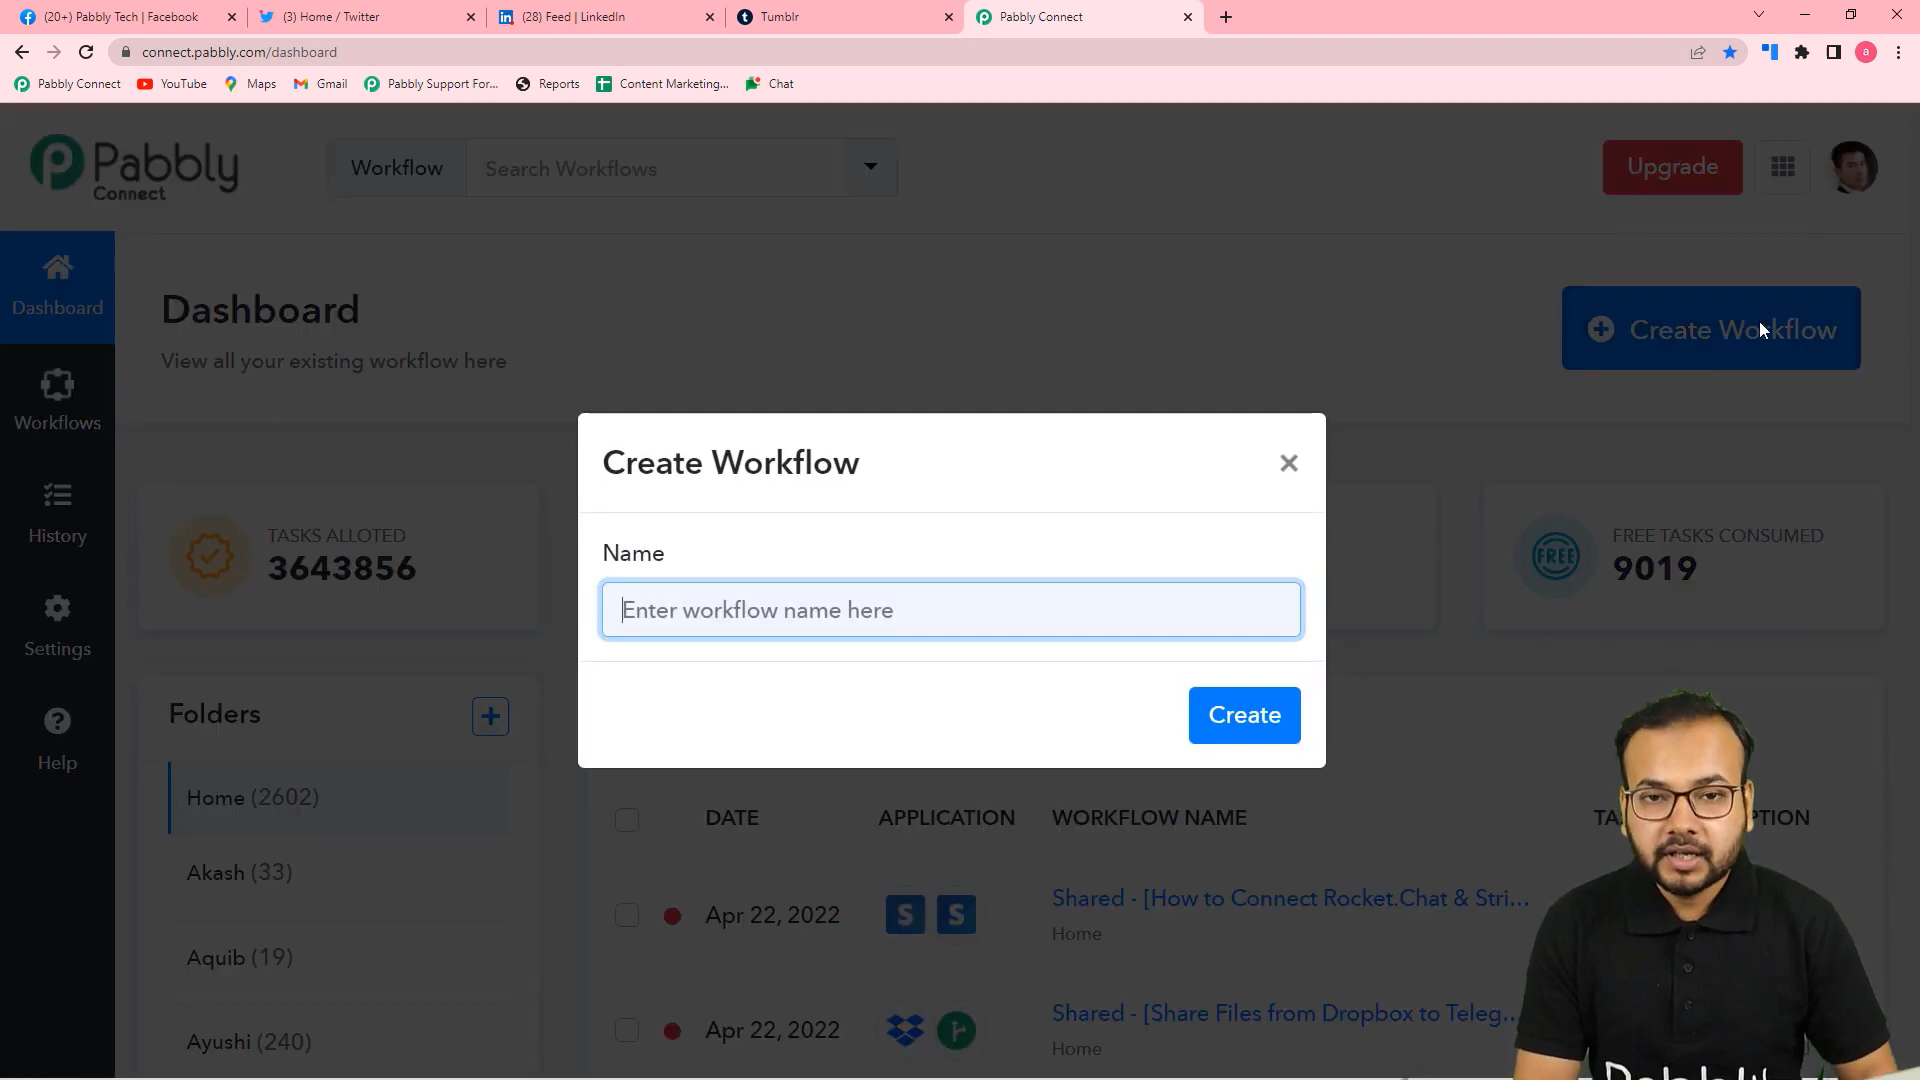 (20+) Pabbly Tech | Facebook
(3) Home / Twitter
(28) Feed | LinkedIn
Tumblr
Pabbly Connect
connect.pabbly.com/dashboard
a
Pabbly Connect
YouTube
Maps
Gmail
Pabbly Support For...
Reports
Content Marketing...
Chat
Pabbly
Connect
Workflow
Search Workflows
Upgrade
Dashboard
Workflows
History
Settings
Help
Dashboard
View all your existing workflow here
Create Workflow
Create Workflow
Name
Enter workflow name here
Create
TASKS ALLOTED
3643856
FREE
FREE TASKS CONSUMED
9019
Folders
Home (2602)
Akash (33)
Aquib (19)
Ayushi (240)
DATE
APPLICATION
WORKFLOW NAME
Apr 22, 2022
S S
Shared - [How to Connect Rocket.Chat & Stri...
Home
Apr 22, 2022
Shared - [Share Files from Dropbox to Teleg...
Home